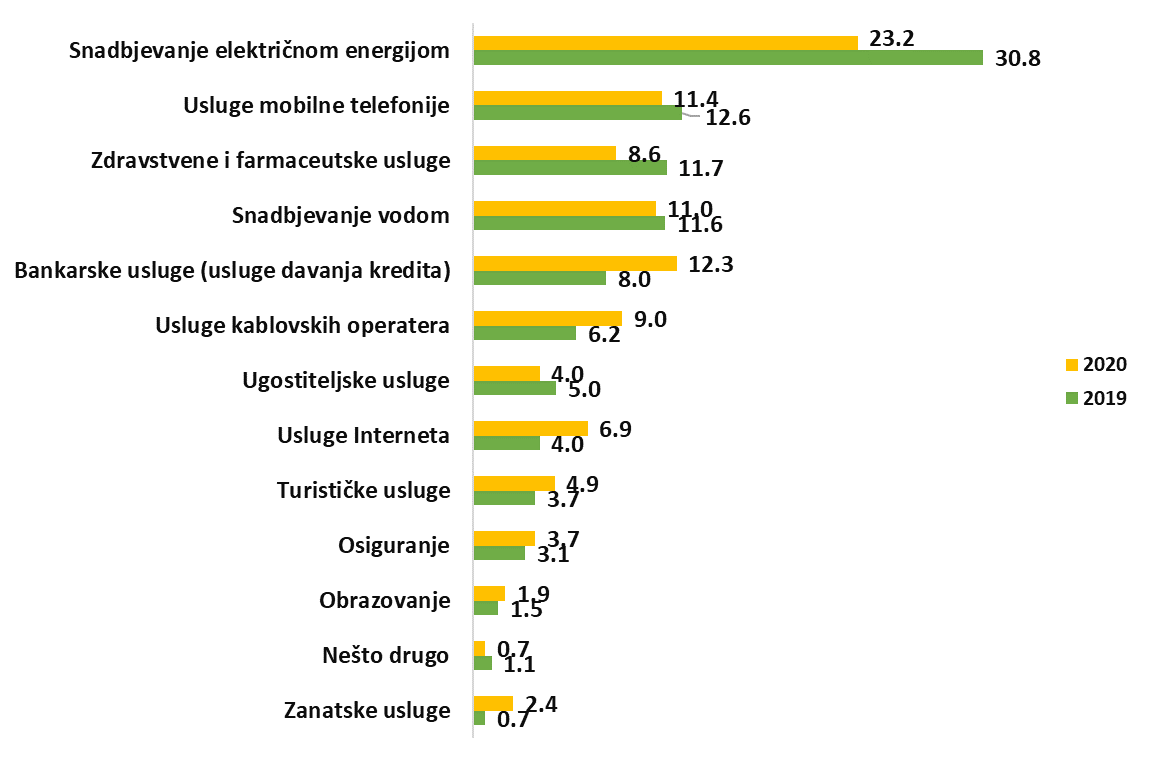 Snadbjevanje električnom energijom
23.2
30.8
Usluge mobilne telefonije
11.4
12.6
Zdravstvene i farmaceutske usluge
8.6
11.7
Snadbjevanje vodom
11.0
11.6
Bankarske usluge (usluge davanja kredita)
12.3
8.0
Usluge kablovskih operatera
9.0
6.2
Ugostiteljske usluge
4.0
5.0
Usluge Interneta
6.9
4.0
Turističke usluge
4.9
3.7
Osiguranje
3.7
3.1
Obrazovanje
1.9
1.5
Nešto drugo
0.7
1.1
Zanatske usluge
2.4
0.7
2020
2019